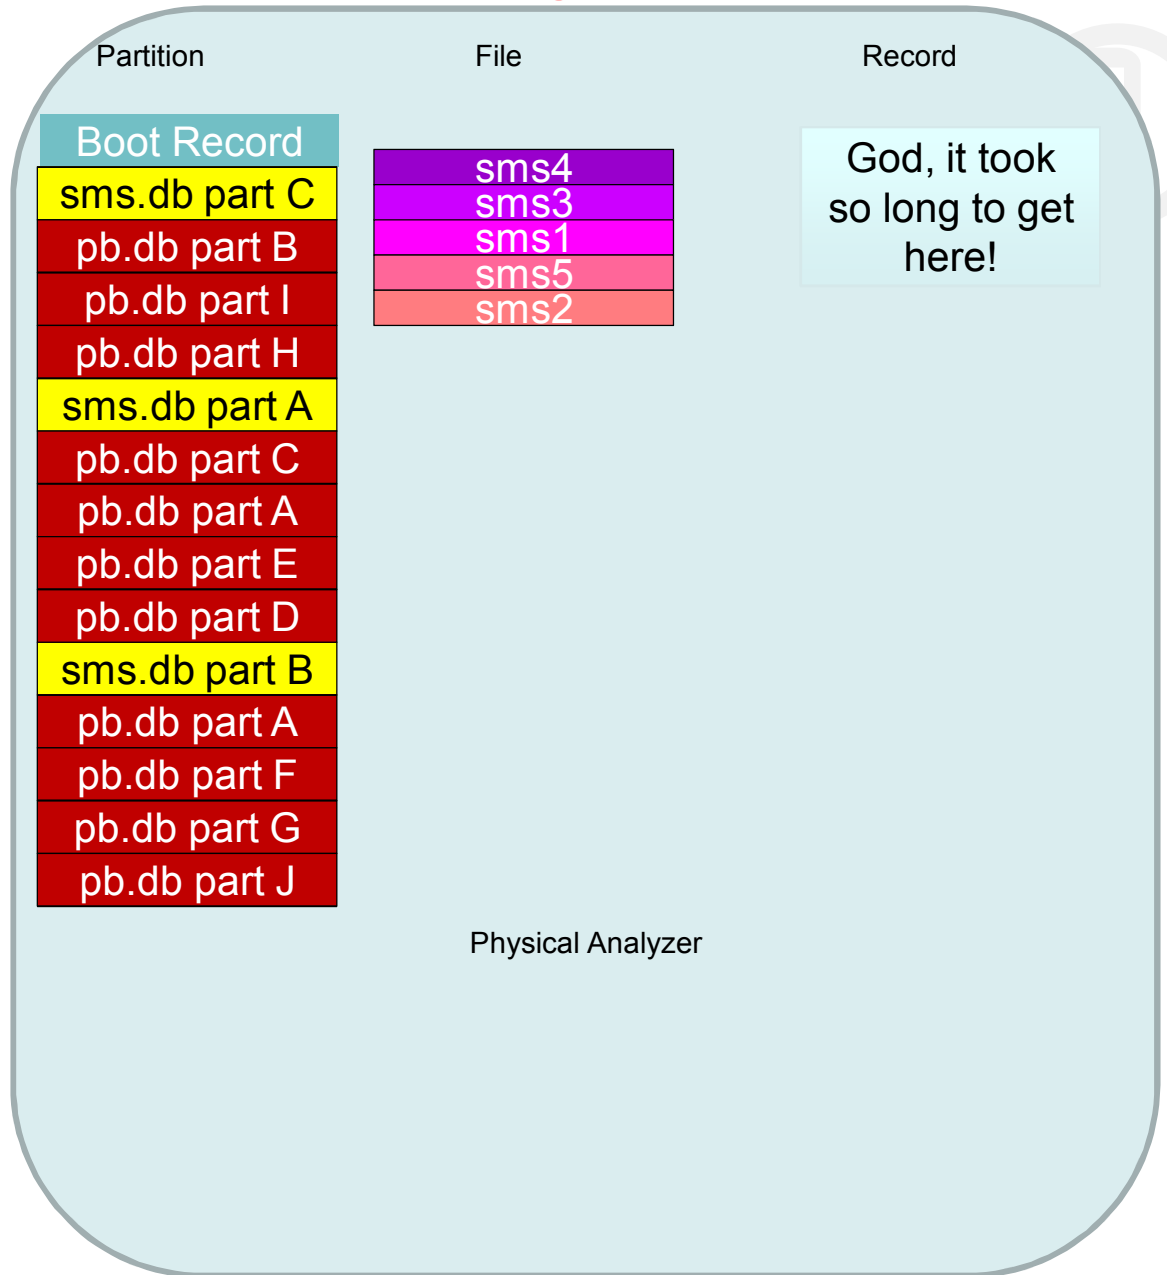 Partition
File
Record
Boot Record
sms.db part C
pb.db part B
pb.db part I
pb.db part H
sms.db part A
pb.db part C
pb.db part A
pb.db part E
pb.db part D
sms.db part B
pb.db part A
pb.db part F
pb.db part G
pb.db part J
sms4
sms3
sms1
sms5
sms2
God, it took
so long to get
here!
Physical Analyzer